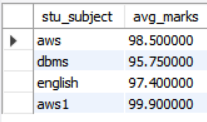 stu_subject avg_marks
aws 98.500000
dbms 95.750000
english 97.400000
aws1 99.900000